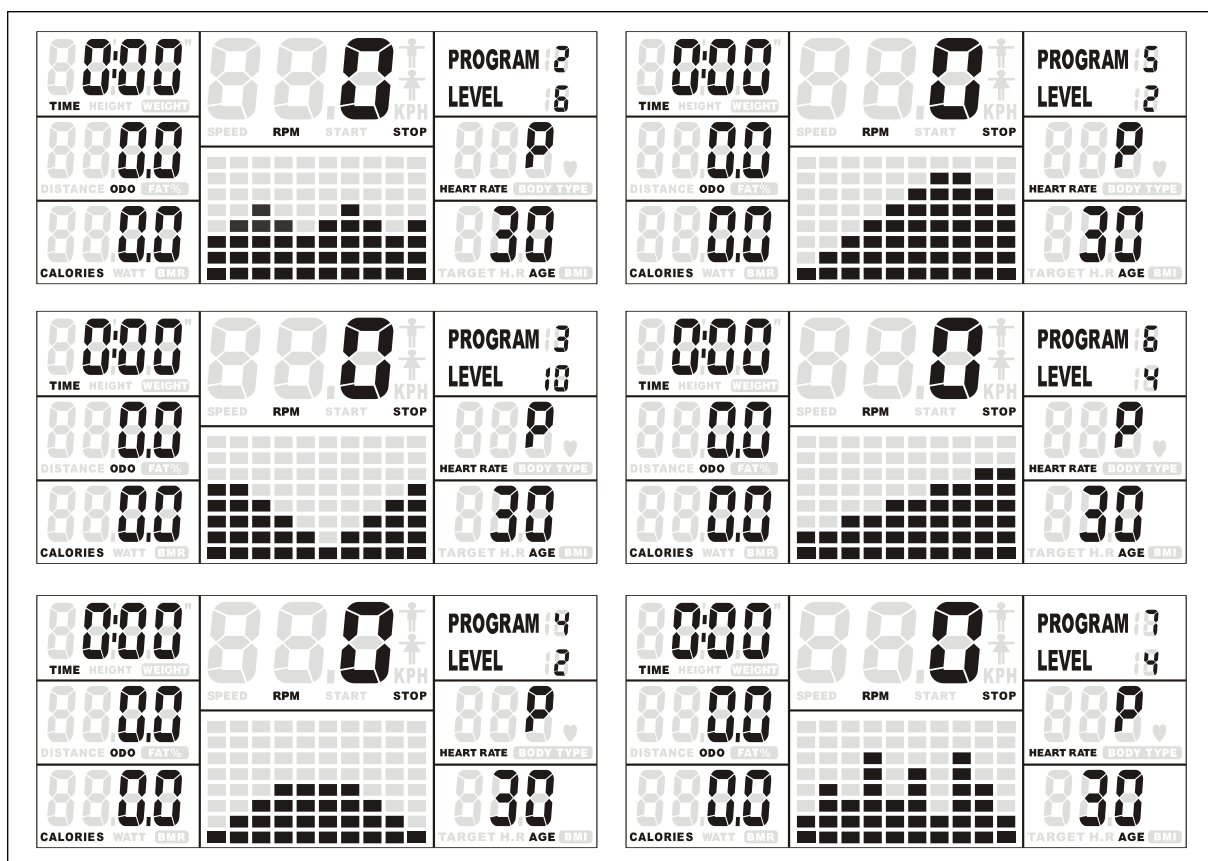 0:00
TIME HEIGHT WEIGHT
0.0
DISTANCE ODO FAT%
0.0
CALORIES WATT BMR
0
KPH
SPEED RPM START STOP
PROGRAM 2
LEVEL 6
P
HEART RATE BODY TYPE
30
TARGET H.R AGE BMI
0:00
TIME HEIGHT WEIGHT
0.0
DISTANCE ODO FAT%
0.0
CALORIES WATT BMR
0
KPH
SPEED RPM START STOP
PROGRAM 3
LEVEL 10
P
HEART RATE BODY TYPE
30
TARGET H.R AGE BMI
0:00
TIME HEIGHT WEIGHT
0.0
DISTANCE ODO FAT%
0.0
CALORIES WATT BMR
0
KPH
SPEED RPM START STOP
PROGRAM 4
LEVEL 2
P
HEART RATE BODY TYPE
30
TARGET H.R AGE BMI
0:00
TIME HEIGHT WEIGHT
0.0
DISTANCE ODO FAT%
0.0
CALORIES WATT BMR
0
KPH
SPEED RPM START STOP
PROGRAM 5
LEVEL 2
P
HEART RATE BODY TYPE
30
TARGET H.R AGE BMI
0:00
TIME HEIGHT WEIGHT
0.0
DISTANCE ODO FAT%
0.0
CALORIES WATT BMR
0
KPH
SPEED RPM START STOP
PROGRAM 6
LEVEL 4
P
HEART RATE BODY TYPE
30
TARGET H.R AGE BMI
0:00
TIME HEIGHT WEIGHT
0.0
DISTANCE ODO FAT%
0.0
CALORIES WATT BMR
0
KPH
SPEED RPM START STOP
PROGRAM 7
LEVEL 4
P
HEART RATE BODY TYPE
30
TARGET H.R AGE BMI